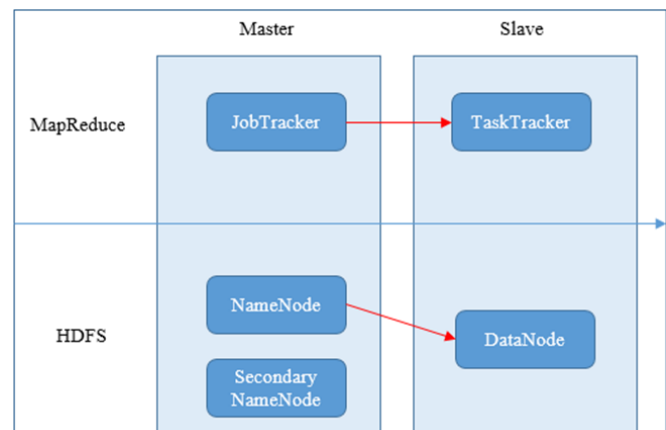 Master
Slave
MapReduce
JobTracker
TaskTracker
HDFS
NameNode
DataNode
Secondary
NameNode